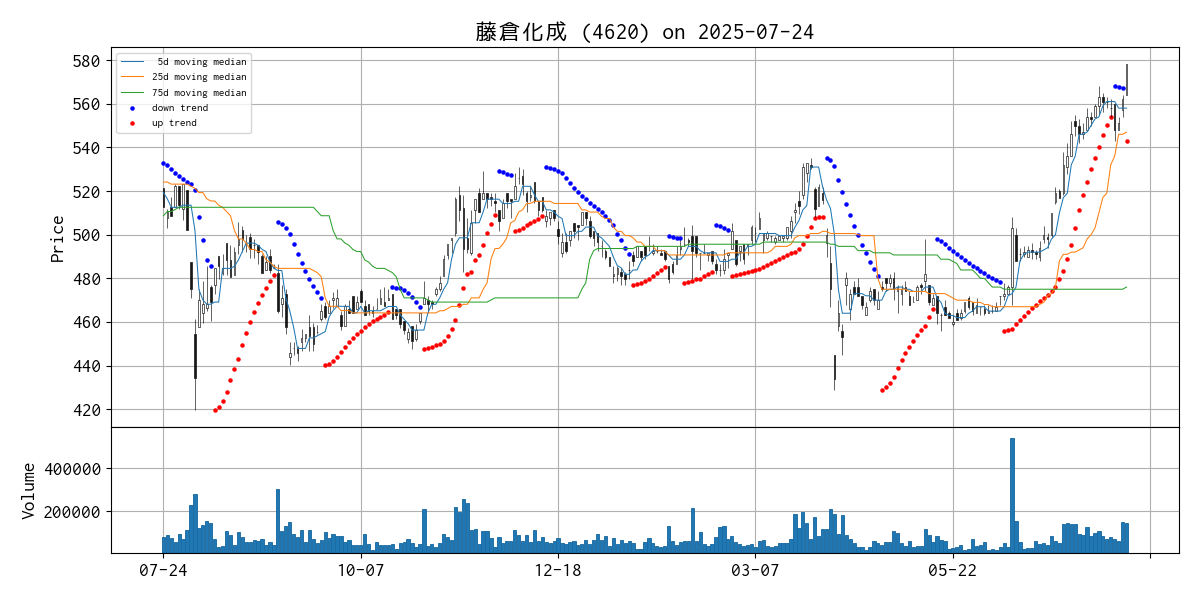 藤倉化成 (4620) on 2025-07-24
580
560
540
520
500
480
460
440
420
Price
5d moving median
25d moving median
75d moving median
down trend
up trend
400000
200000
Volume
07-24
10-07
12-18
03-07
05-22